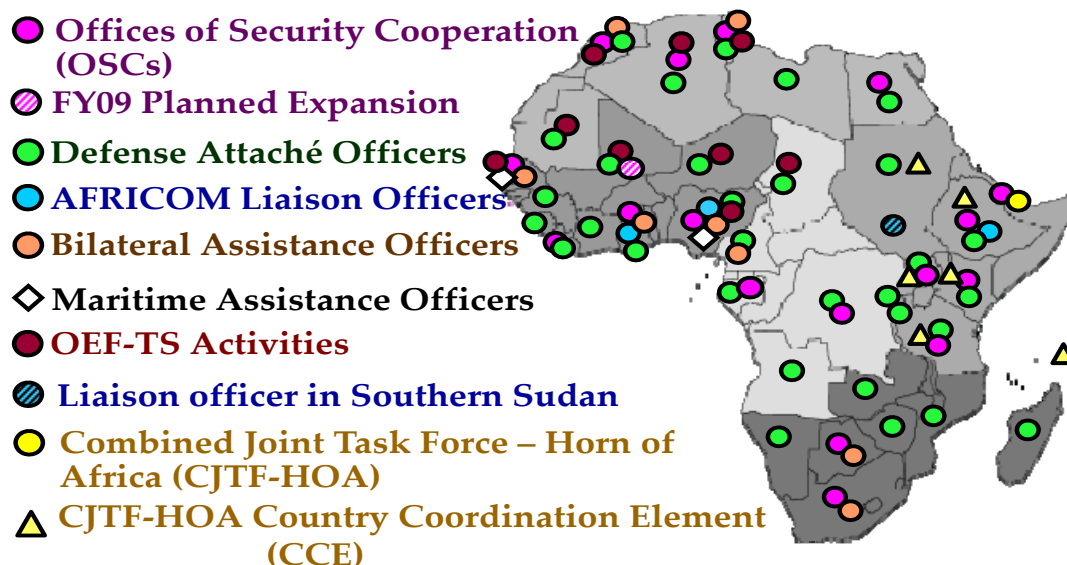 Offices of Security Cooperation
(OSCs)
FY09 Planned Expansion
Defense Attaché Officers
AFRICOM Liaison Officers
Bilateral Assistance Officers
Maritime Assistance Officers
OEF-TS Activities
Liaison officer in Southern Sudan
Combined Joint Task Force – Horn of
Africa (CJTF-HOA)
CJTF-HOA Country Coordination Element
(CCE)